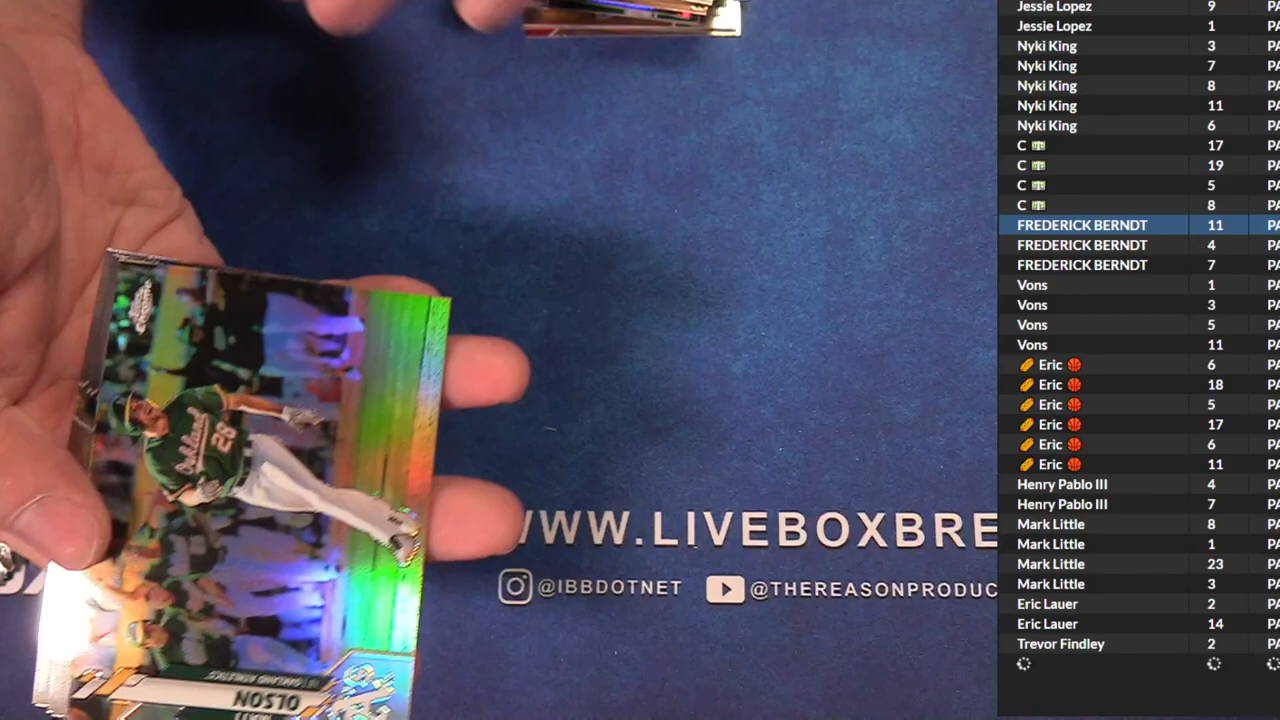 Jessie Lopez 9 PA
Jessie Lopez 1 PA
Nyki King 3 PA
Nyki King 7 PA
Nyki King 8 PA
Nyki King 11 PA
Nyki King 6 PA
C 17 PA
C 19 PA
C 5 PA
C 8 PA
FREDERICK BERNDT 11 PA
FREDERICK BERNDT 4 PA
FREDERICK BERNDT 7 PA
Vons 1 PA
Vons 3 PA
Vons 5 PA
Vons 11 PA
Eric 6 PA
Eric 18 PA
Eric 5 PA
Eric 17 PA
Eric 6 PA
Eric 11 PA
Henry Pablo III 4 PA
Henry Pablo III 7 PA
Mark Little 8 PA
Mark Little 1 PA
Mark Little 23 PA
Mark Little 3 PA
Eric Lauer 2 PA
Eric Lauer 14 PA
Trevor Findley 2 PA
Oakland
28
OAKLAND ATHLETICS
OLSON
WWW.LIVEBOXBRE
@IBBDOTNET @THEREASONPRODUC